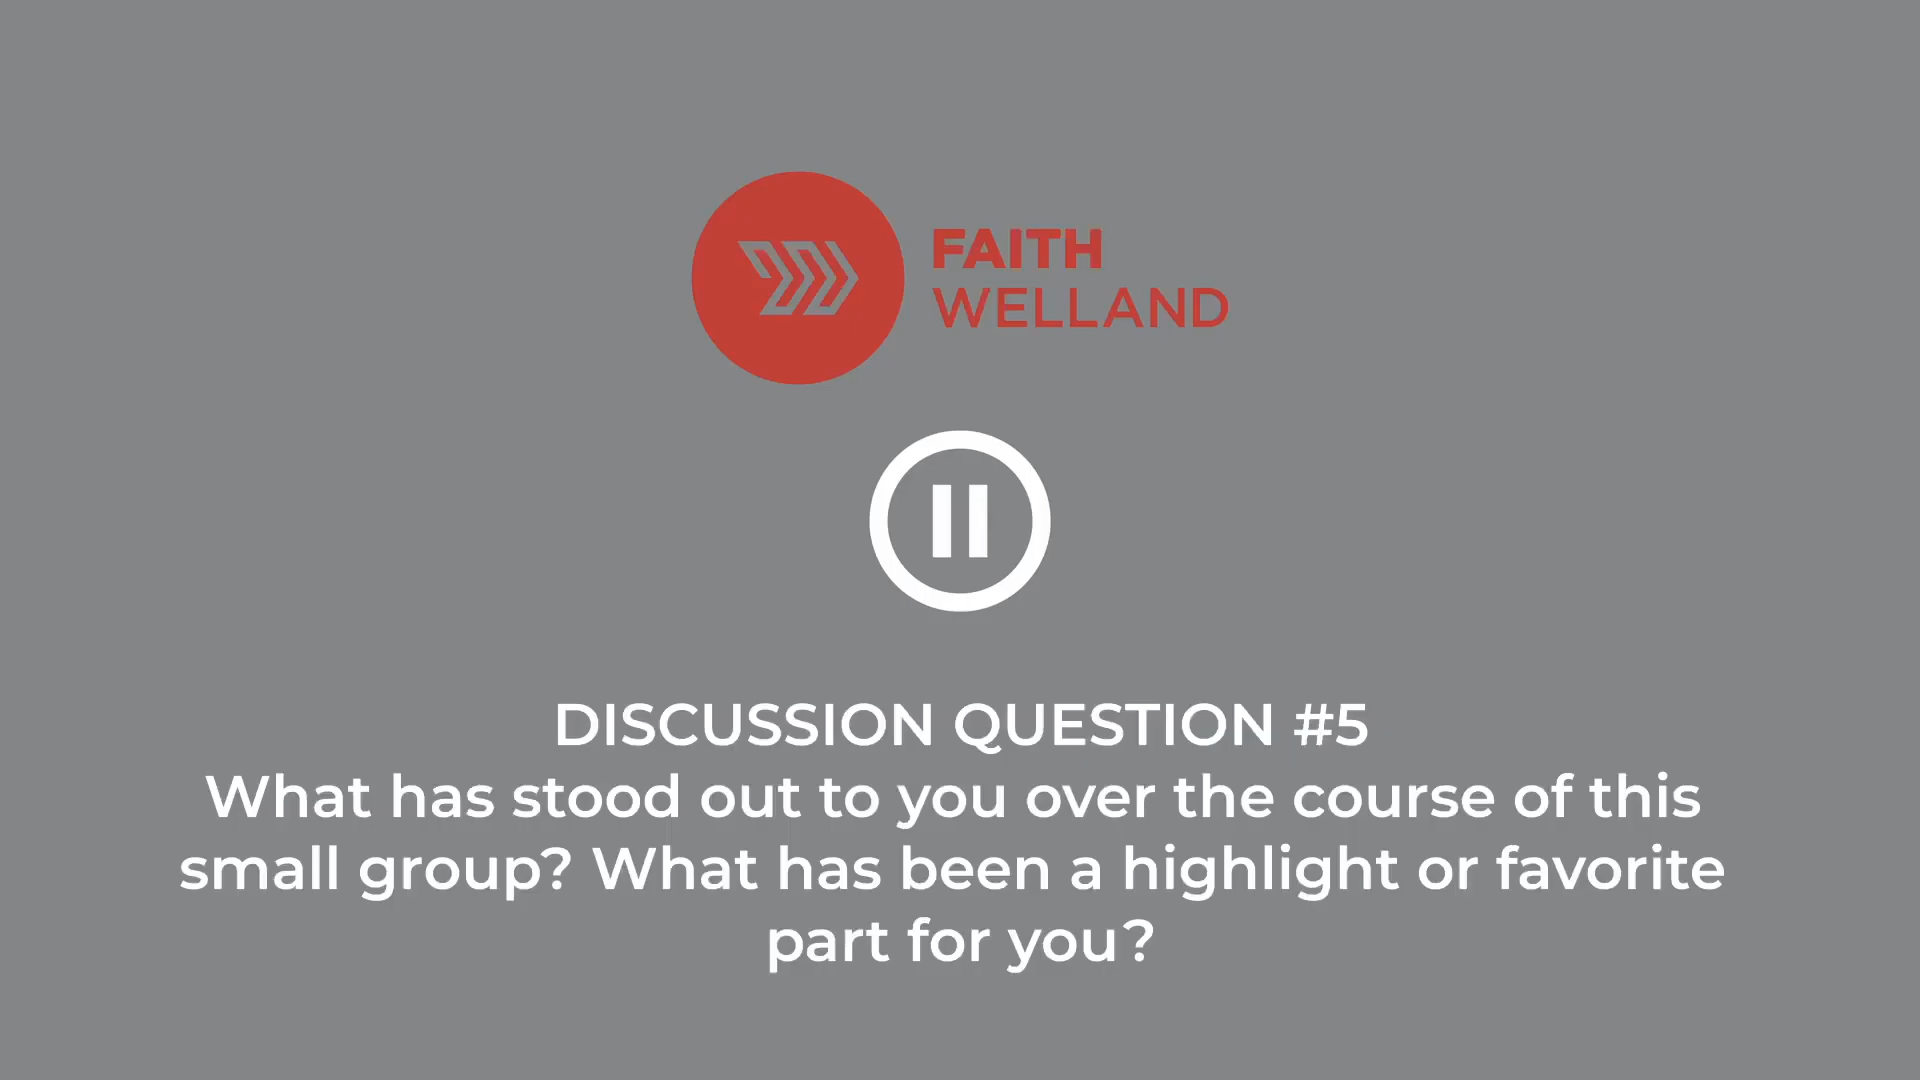 FAITH
WELLAND
DISCUSSION QUESTION #5
What has stood out to you over the course of this
small group? What has been a highlight or favorite
part for you?